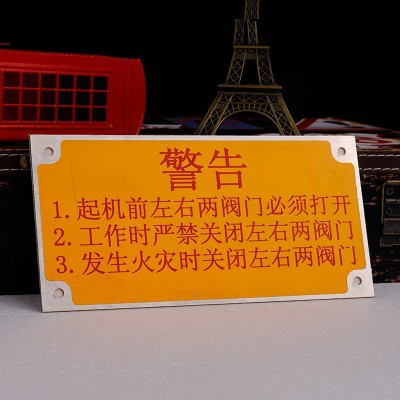 警告
1. 起机前左右两阀门必须打开
2. 工作时严禁关闭左右两阀门
3. 发生火灾时关闭左右两阀门